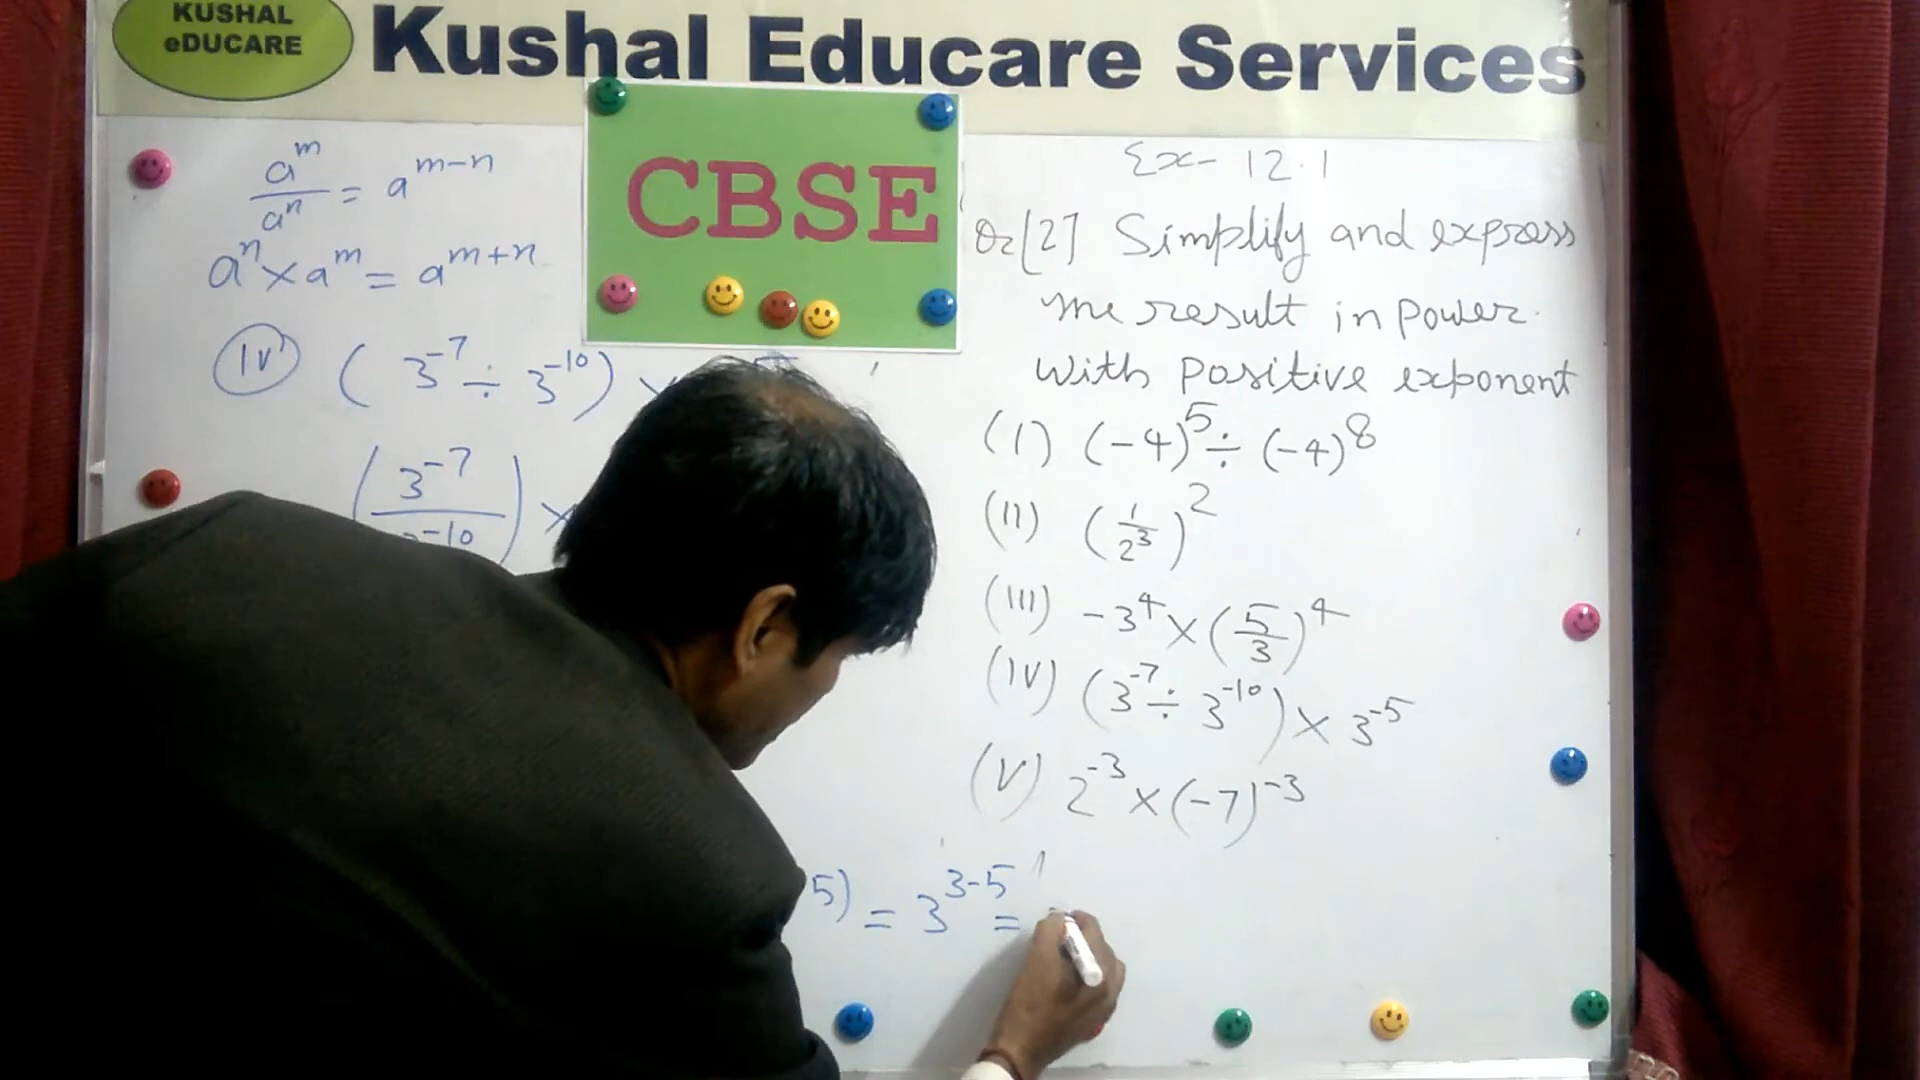 KUSHAL
eDUCARE
Kushal Educare Services
CBSE
a^m / a^n = a^(m-n)
a^n × a^m = a^(m+n)
(iv) ( 3^-7 ÷ 3^-10 ) ×
( 3^-7 / 3^-10 ) ×
5) = 3^(3-5) =
Ex- 12.1
Q2[2] Simplify and express
the result in power
with positive exponent
(I) (-4)^5 ÷ (-4)^8
(II) (1/2^3)^2
(III) -3^4 × (5/3)^4
(IV) (3^-7 ÷ 3^-10) × 3^-5
(V) 2^-3 × (-7)^-3